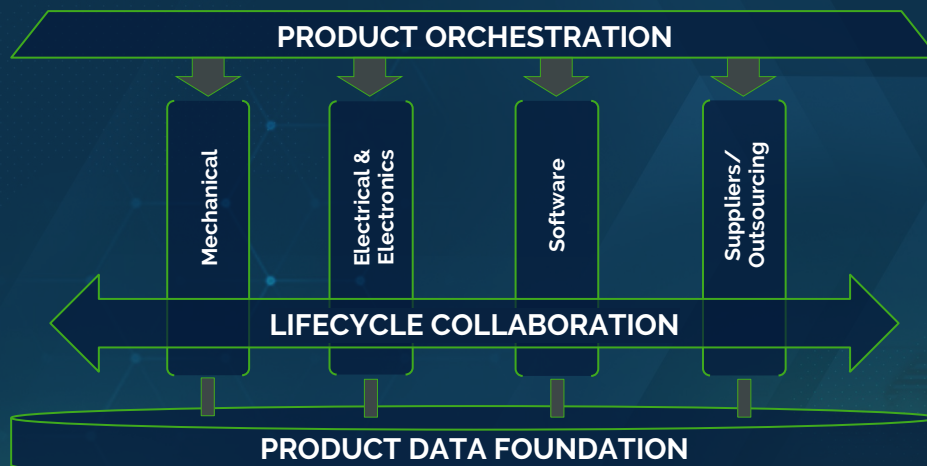 PRODUCT ORCHESTRATION
Mechanical
Electrical &
Electronics
Software
Suppliers/
Outsourcing
LIFECYCLE COLLABORATION
PRODUCT DATA FOUNDATION